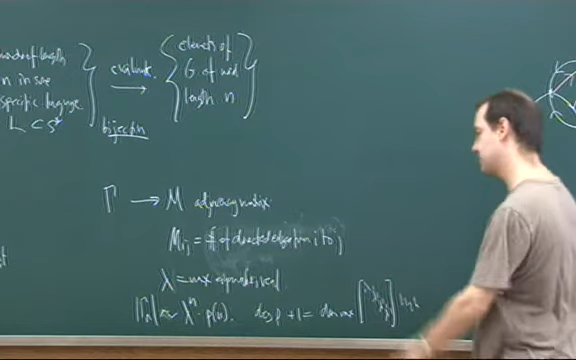 words of length
n in some
specific language
L ⊂ S*
evaluate
⟶
bijection
{ elements of
G of word
length n }
Γ ⟶ M adjacency matrix
M_ij = # of directed edges from i to j
λ = max eigenvalue
|Γ_n| ~ λ^n · p(n). deg p + 1 = dim max